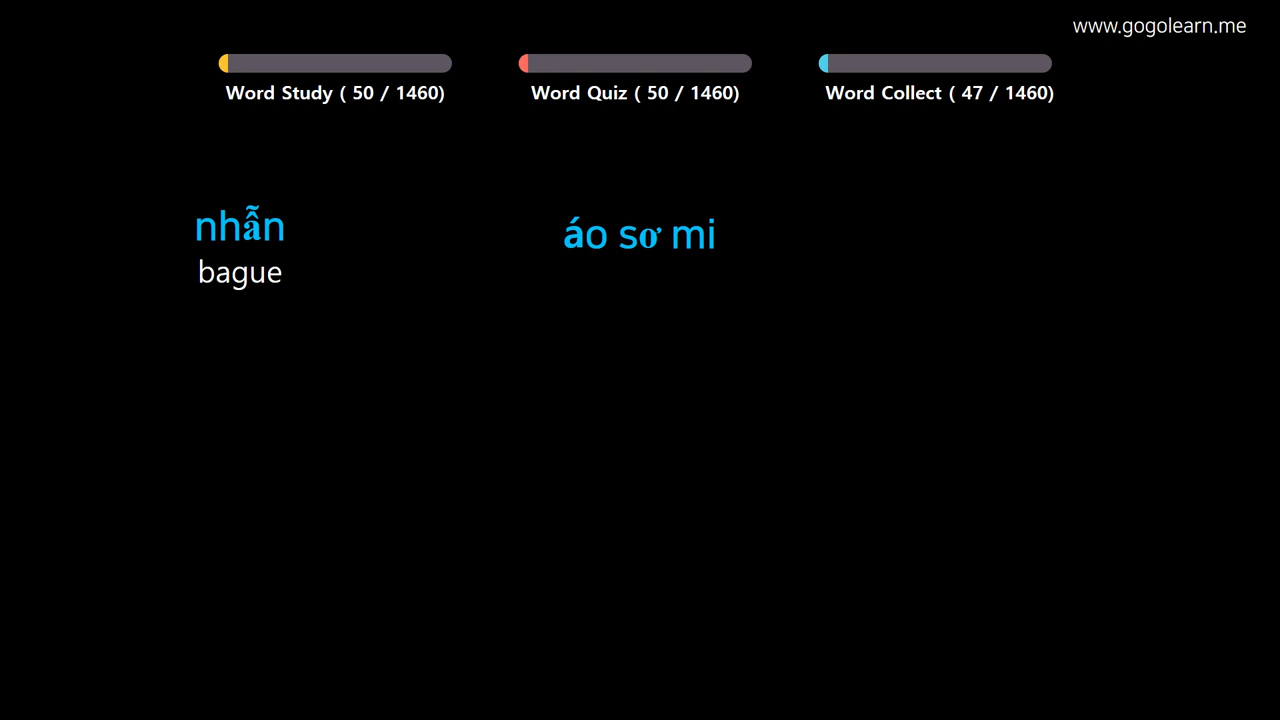 www.gogolearn.me
Word Study ( 50 / 1460)
Word Quiz ( 50 / 1460)
Word Collect ( 47 / 1460)
nhẫn
bague
áo sơ mi